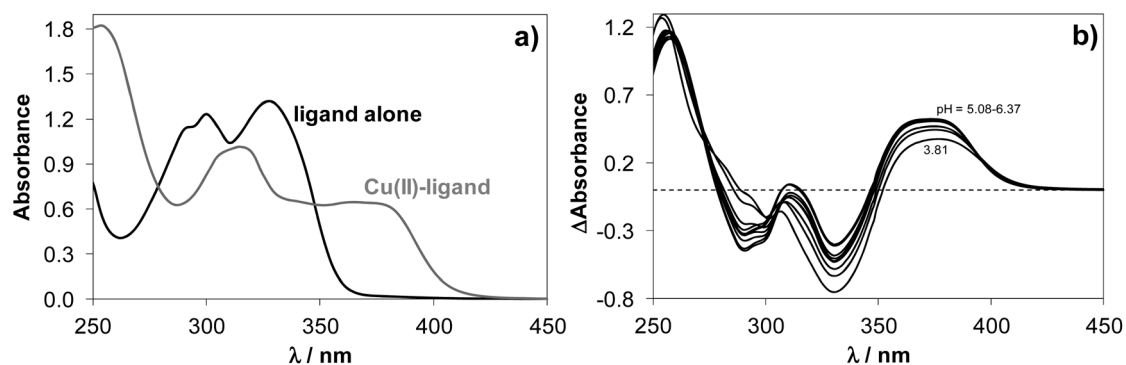 a)
1.8
1.5
1.2
0.9
0.6
0.3
0.0
Absorbance
ligand alone
Cu(II)-ligand
250 300 350 400 450
λ / nm
b)
1.2
0.7
0.2
-0.3
-0.8
ΔAbsorbance
pH = 5.08-6.37
3.81
250 300 350 400 450
λ / nm